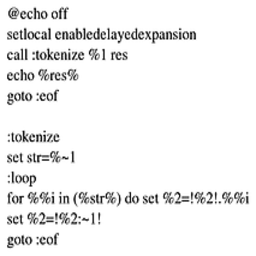 @echo off
setlocal enabledelayedexpansion
call :tokenize %1 res
echo %res%
goto :eof
:tokenize
set str=%~1
:loop
for %%i in (%str%) do set %2=!%2!.%%i
set %2=!%2:~1!
goto :eof